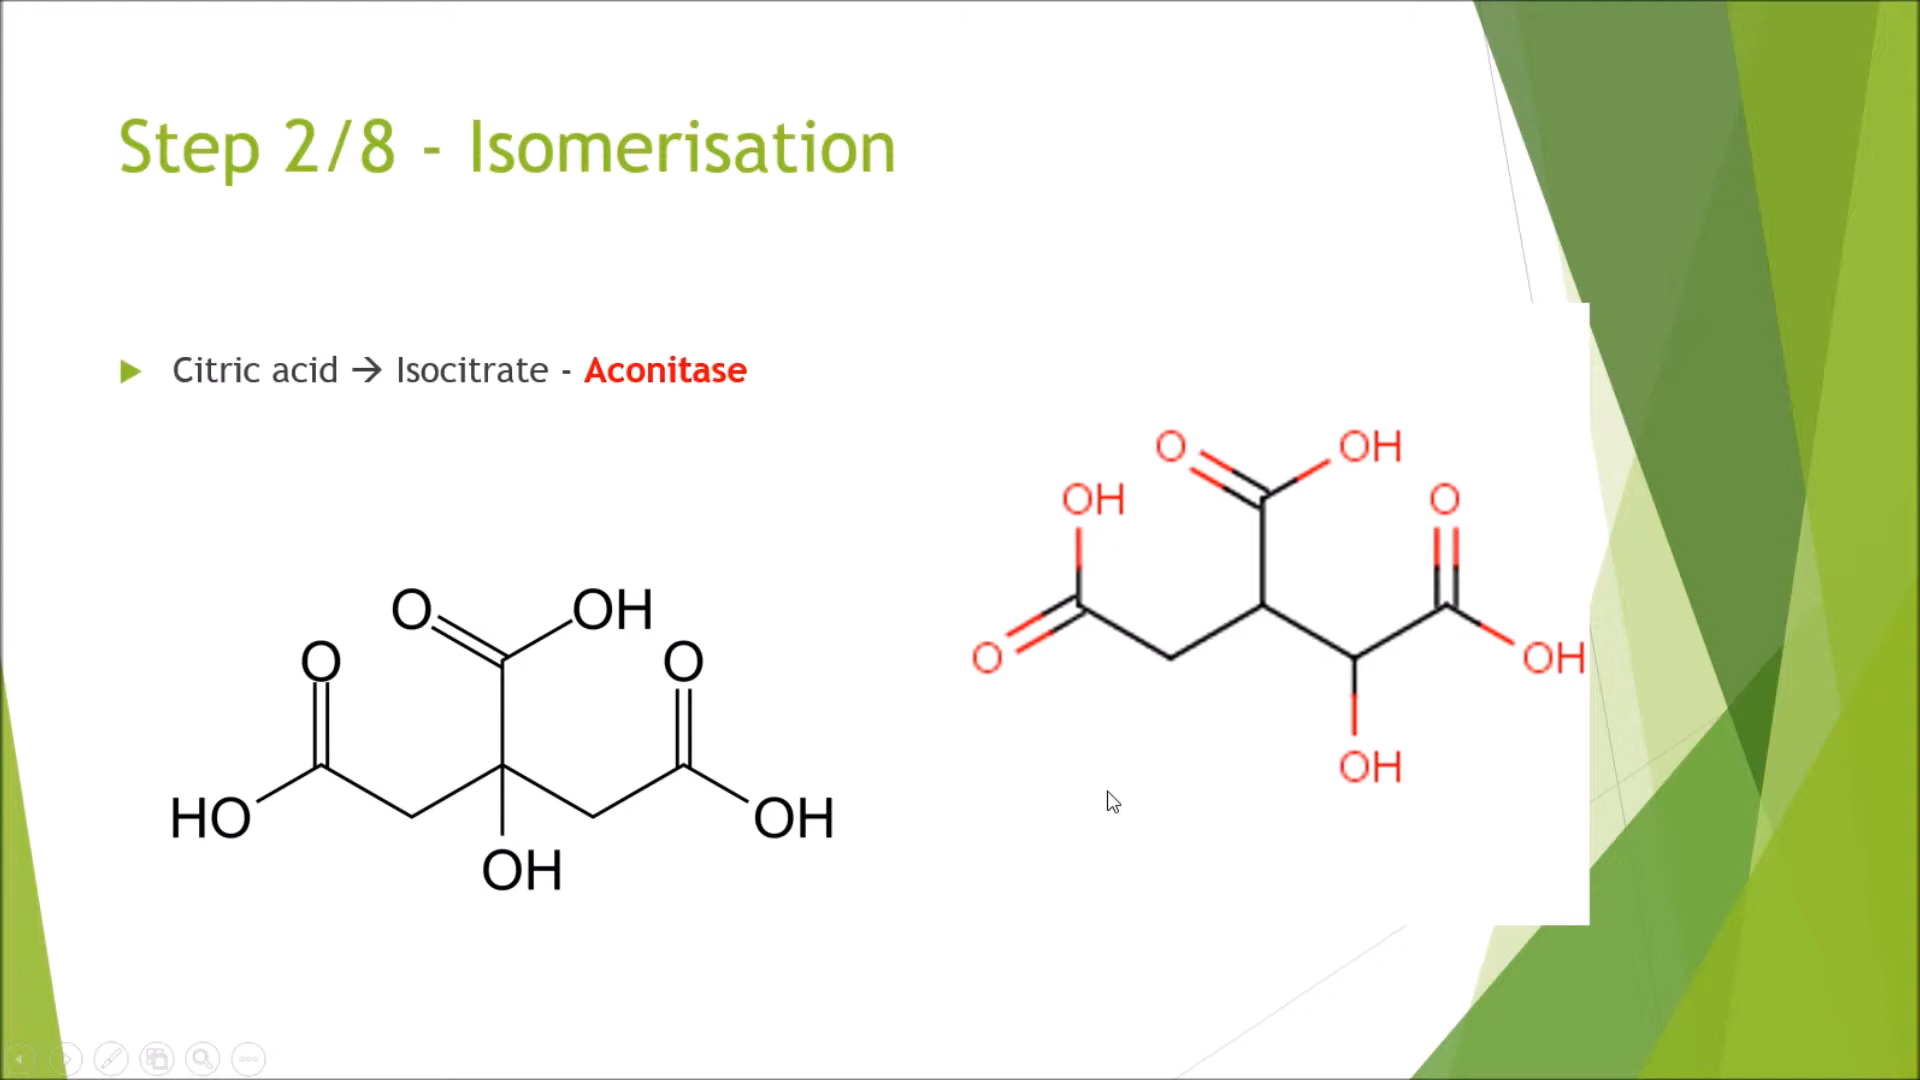 Step 2/8 - Isomerisation
Citric acid → Isocitrate - Aconitase
O OH
OH O
O OH
OH
O OH
O O
HO OH
OH